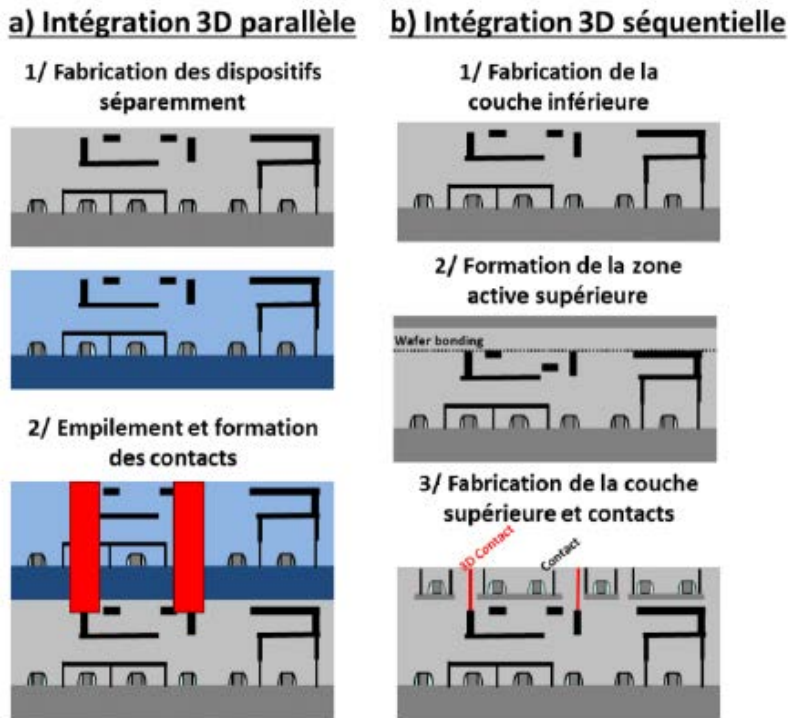 a) Intégration 3D parallèle
1/ Fabrication des dispositifs
séparemment
2/ Empilement et formation
des contacts
b) Intégration 3D séquentielle
1/ Fabrication de la
couche inférieure
2/ Formation de la zone
active supérieure
Wafer bonding
3/ Fabrication de la couche
supérieure et contacts
3D Contact
Contact